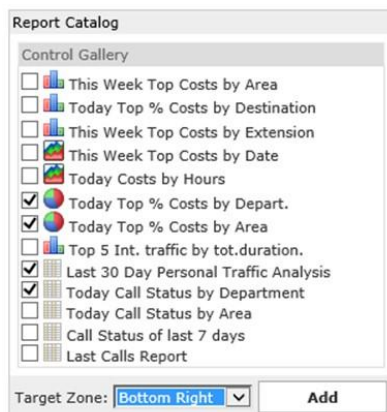 Report Catalog
Control Gallery
This Week Top Costs by Area
Today Top % Costs by Destination
This Week Top Costs by Extension
This Week Top Costs by Date
Today Costs by Hours
Today Top % Costs by Depart.
Today Top % Costs by Area
Top 5 Int. traffic by tot.duration.
Last 30 Day Personal Traffic Analysis
Today Call Status by Department
Today Call Status by Area
Call Status of last 7 days
Last Calls Report
Target Zone: Bottom Right Add